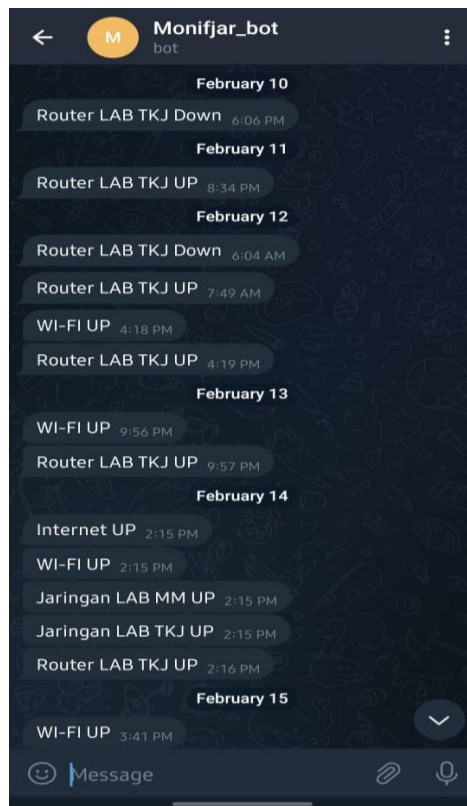 Monifjar_bot
M
bot
February 10
Router LAB TKJ Down 6:06 PM
February 11
Router LAB TKJ UP 8:34 PM
February 12
Router LAB TKJ Down 6:04 AM
Router LAB TKJ UP 7:49 AM
WI-FI UP 4:18 PM
Router LAB TKJ UP 4:19 PM
February 13
WI-FI UP 9:56 PM
Router LAB TKJ UP 9:57 PM
February 14
Internet UP 2:15 PM
WI-FI UP 2:15 PM
Jaringan LAB MM UP 2:15 PM
Jaringan LAB TKJ UP 2:15 PM
Router LAB TKJ UP 2:16 PM
February 15
WI-FI UP 3:41 PM
Message